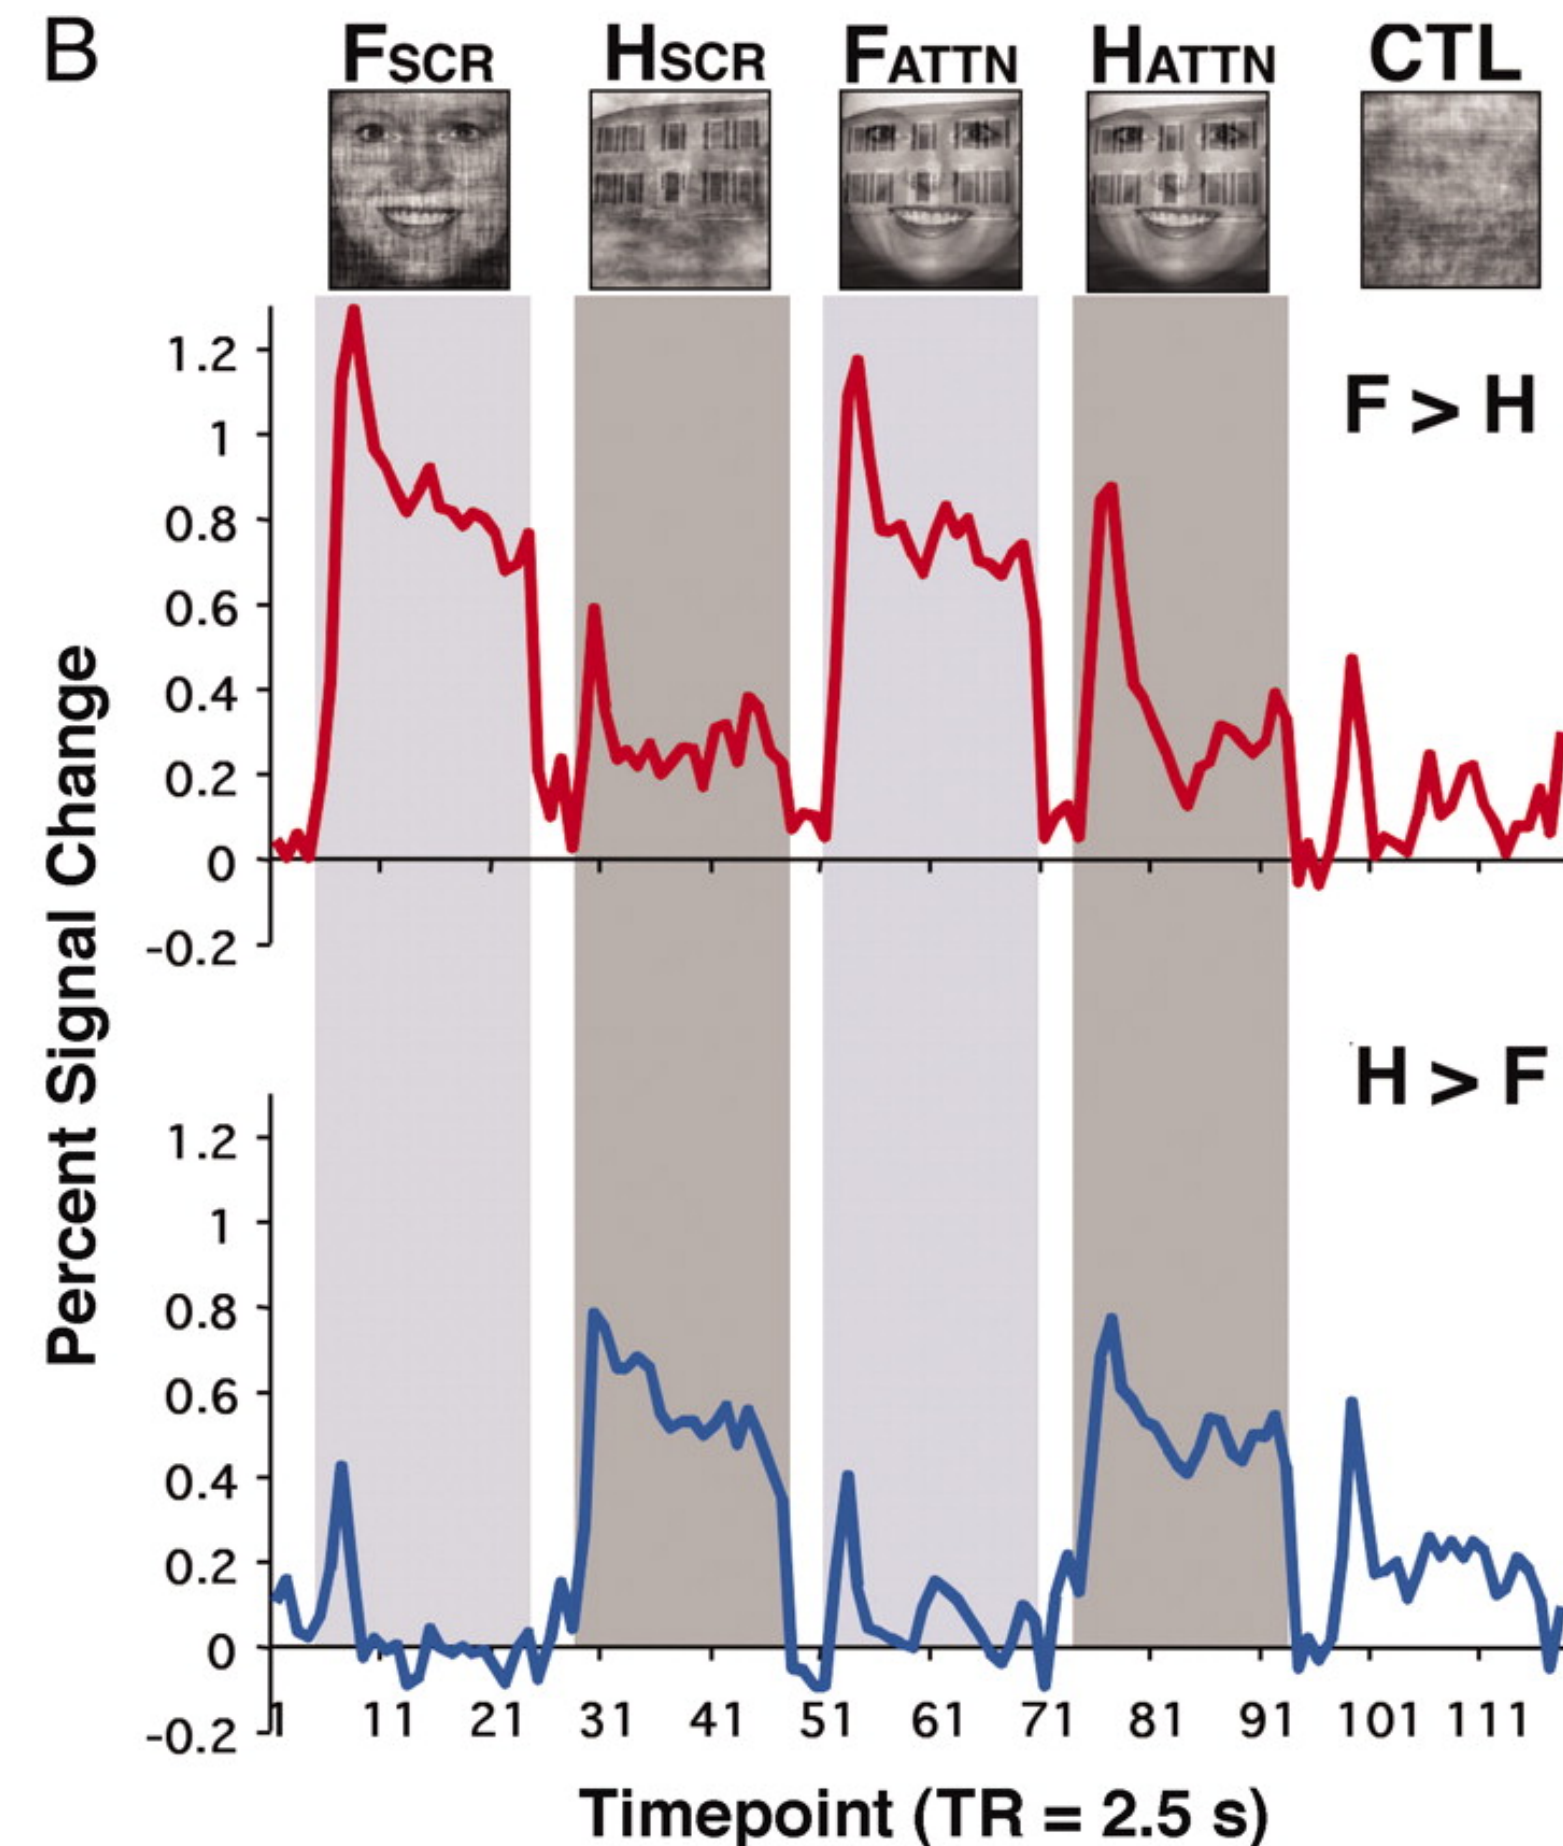 B
FSCR HSCR FATTN HATTN CTL
F > H
1.2
1
0.8
0.6
0.4
0.2
0
-0.2
Percent Signal Change
H > F
1.2
1
0.8
0.6
0.4
0.2
0
-0.2
1 11 21 31 41 51 61 71 81 91 101 111
Timepoint (TR = 2.5 s)